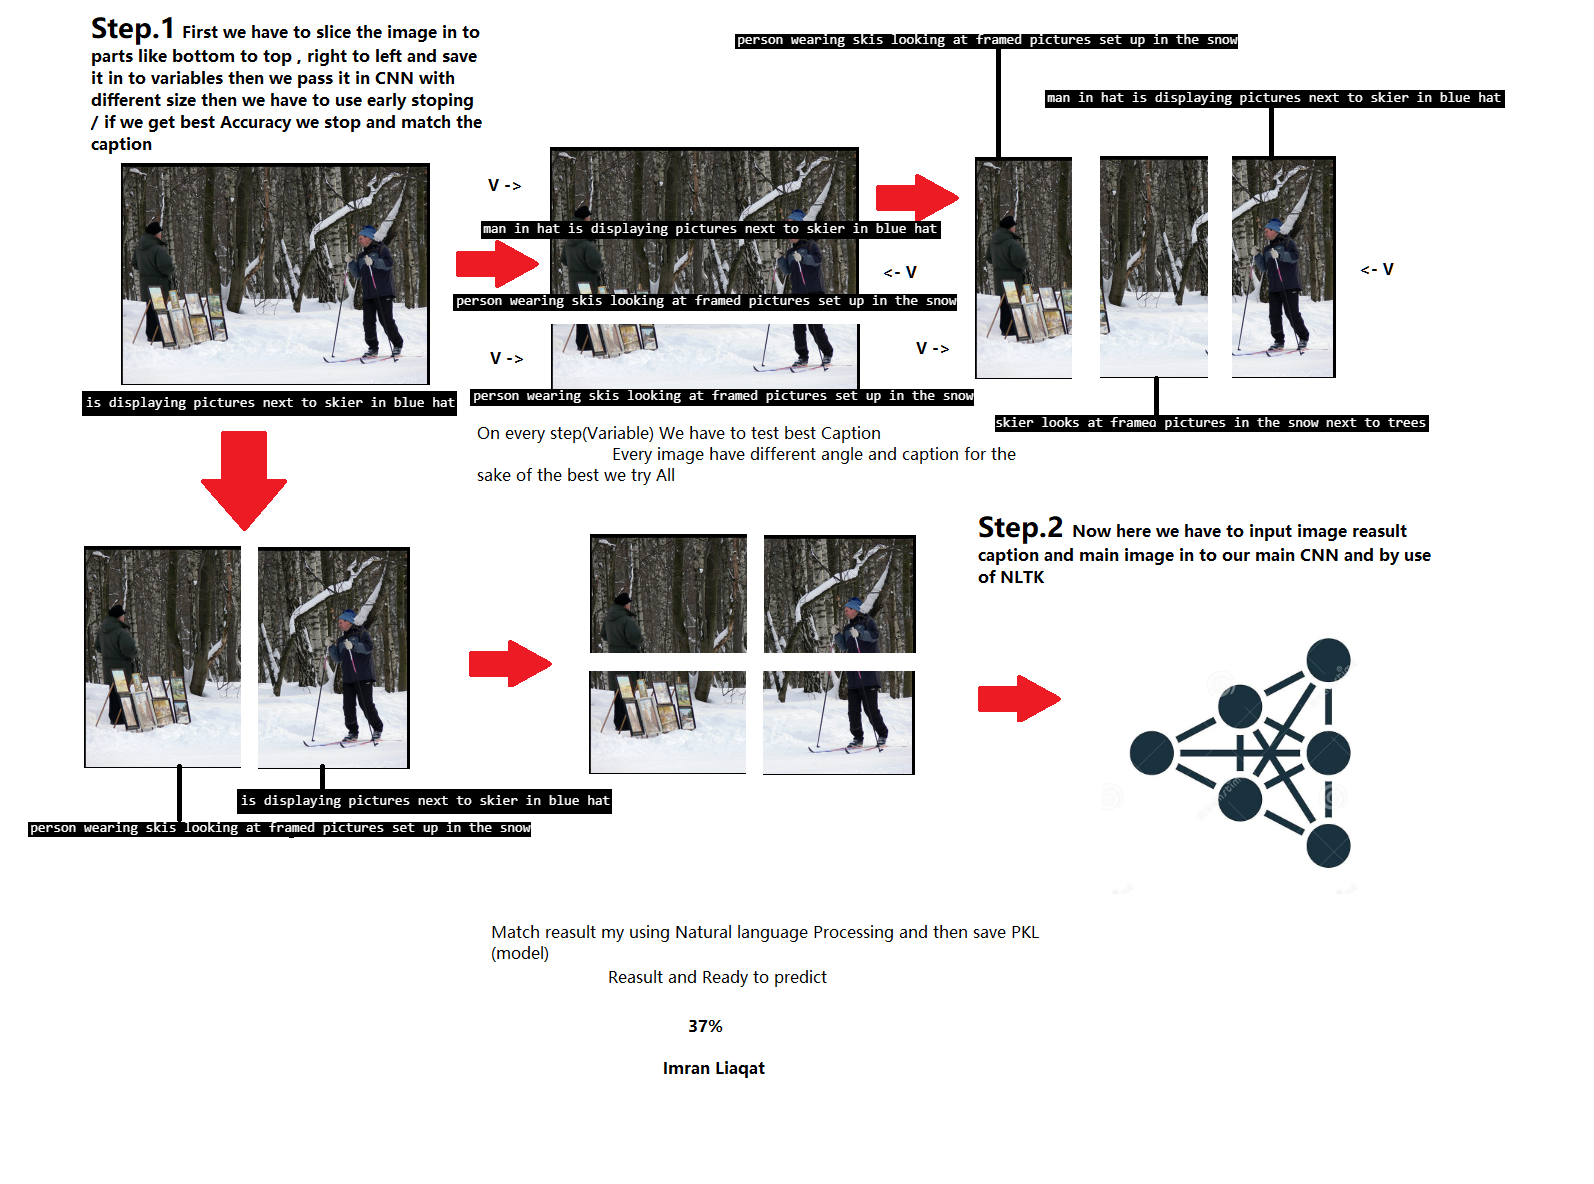 Step.1 First we have to slice the image in to
parts like bottom to top , right to left and save
it in to variables then we pass it in CNN with
different size then we have to use early stoping
/ if we get best Accuracy we stop and match the
caption
is displaying pictures next to skier in blue hat
V ->
man in hat is displaying pictures next to skier in blue hat
<- V
person wearing skis looking at framed pictures set up in the snow
V ->
V ->
person wearing skis looking at framed pictures set up in the snow
person wearing skis looking at framed pictures set up in the snow
man in hat is displaying pictures next to skier in blue hat
<- V
skier looks at framed pictures in the snow next to trees
On every step(Variable) We have to test best Caption
Every image have different angle and caption for the
sake of the best we try All
is displaying pictures next to skier in blue hat
person wearing skis looking at framed pictures set up in the snow
Step.2 Now here we have to input image reasult
caption and main image in to our main CNN and by use
of NLTK
Match reasult my using Natural language Processing and then save PKL
(model)
Reasult and Ready to predict
37%
Imran Liaqat